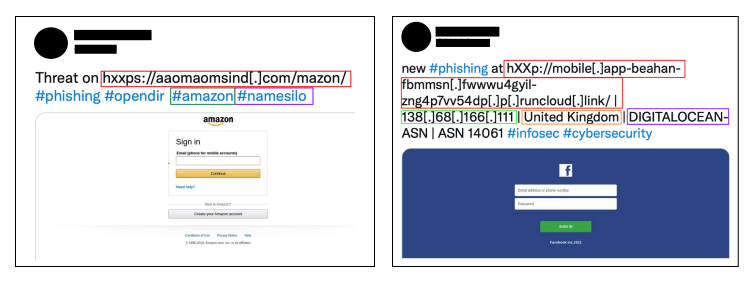 Threat on hxxps://aaomaomsind[.]com/mazon/
#phishing #opendir #amazon #namesilo
amazon
Sign in
Email (phone for mobile accounts)
Continue
Need help?
New to Amazon?
Create your Amazon account
Conditions of Use Privacy Notice Help
© 1996-2019, Amazon.com, Inc. or its affiliates
new #phishing at hXXp://mobile[.]app-beahan-
fbmmsn[.]fwwwu4gyil-
zng4p7vv54dp[.]p[.]runcloud[.]link/ |
138[.]68[.]166[.]111 | United Kingdom | DIGITALOCEAN-
ASN | ASN 14061 #infosec #cybersecurity
f
Email address or phone number
Password
SIGN IN
Facebook Inc.2021